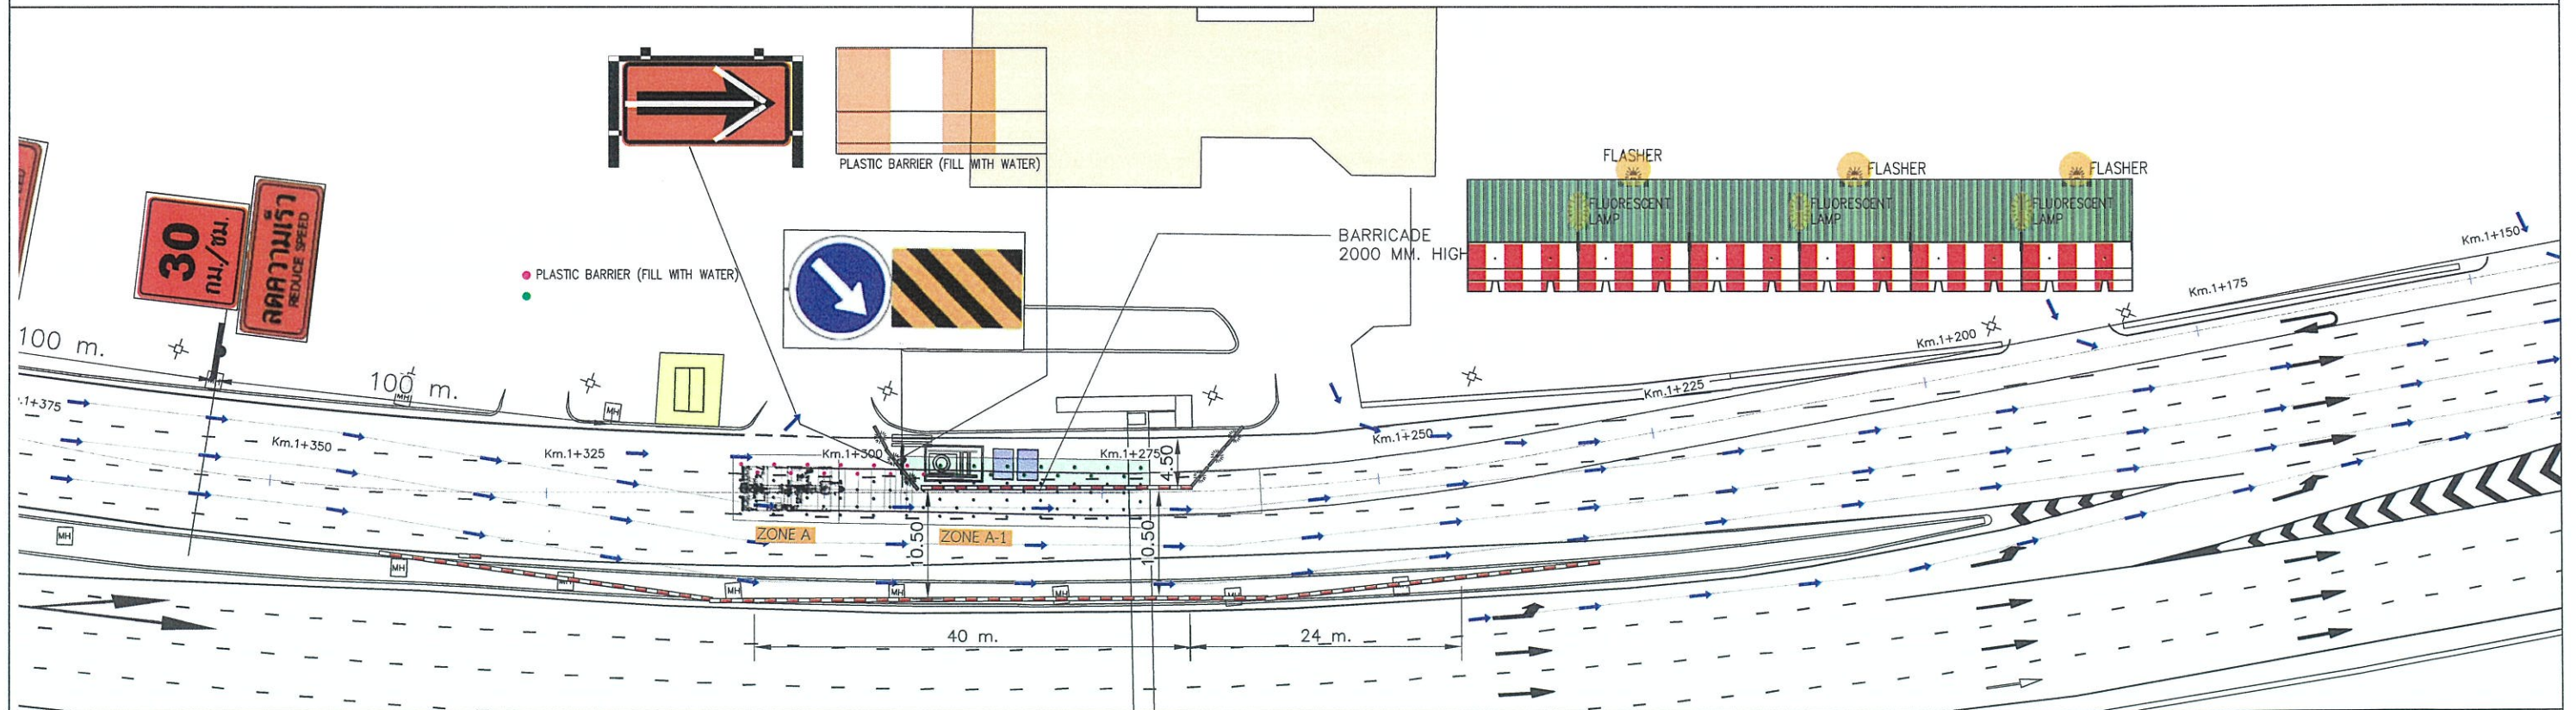 PLASTIC BARRIER (FILL WITH WATER)
FLASHER
FLASHER
FLASHER
FLUORESCENT
LAMP
FLUORESCENT
LAMP
FLUORESCENT
LAMP
BARRICADE
2000 MM. HIGH
30
กม./ชม.
ลดความเร็ว
REDUCE SPEED
PLASTIC BARRIER (FILL WITH WATER)
100 m.
100 m.
MH
MH
Km.1+350
Km.1+325
Km.1+300
Km.1+275
Km.1+250
Km.1+225
Km.1+200
Km.1+175
Km.1+150
4.50
10.50
10.50
ZONE A
ZONE A-1
MH
MH
MH
MH
MH
MH
MH
40 m.
24 m.